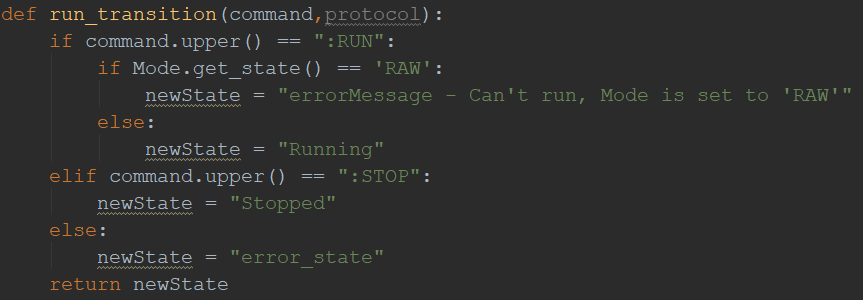 def run_transition(command,protocol):
    if command.upper() == ":RUN":
        if Mode.get_state() == 'RAW':
            newState = "errorMessage - Can't run, Mode is set to 'RAW'"
        else:
            newState = "Running"
    elif command.upper() == ":STOP":
        newState = "Stopped"
    else:
        newState = "error_state"
    return newState